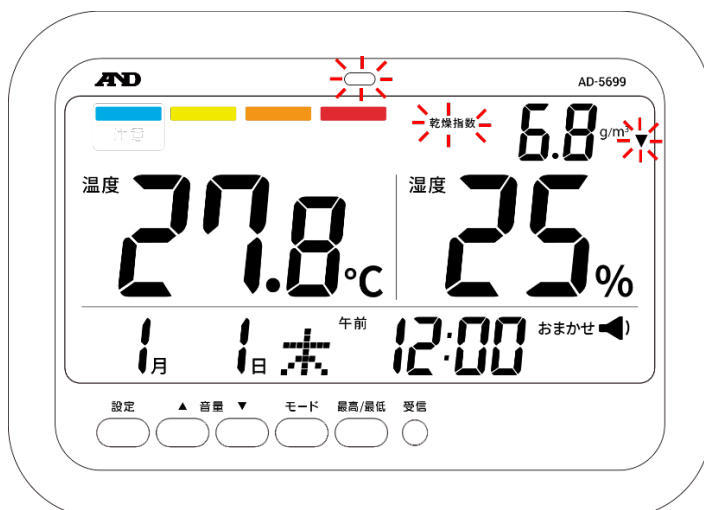 AND
AD-5699
注意
乾燥指数
6.8 g/m³ ▼
温度
27.8 °C
湿度
25 %
1月 1日 木
午前 12:00
おまかせ
設定 ▲ 音量 ▼ モード 最高/最低 受信